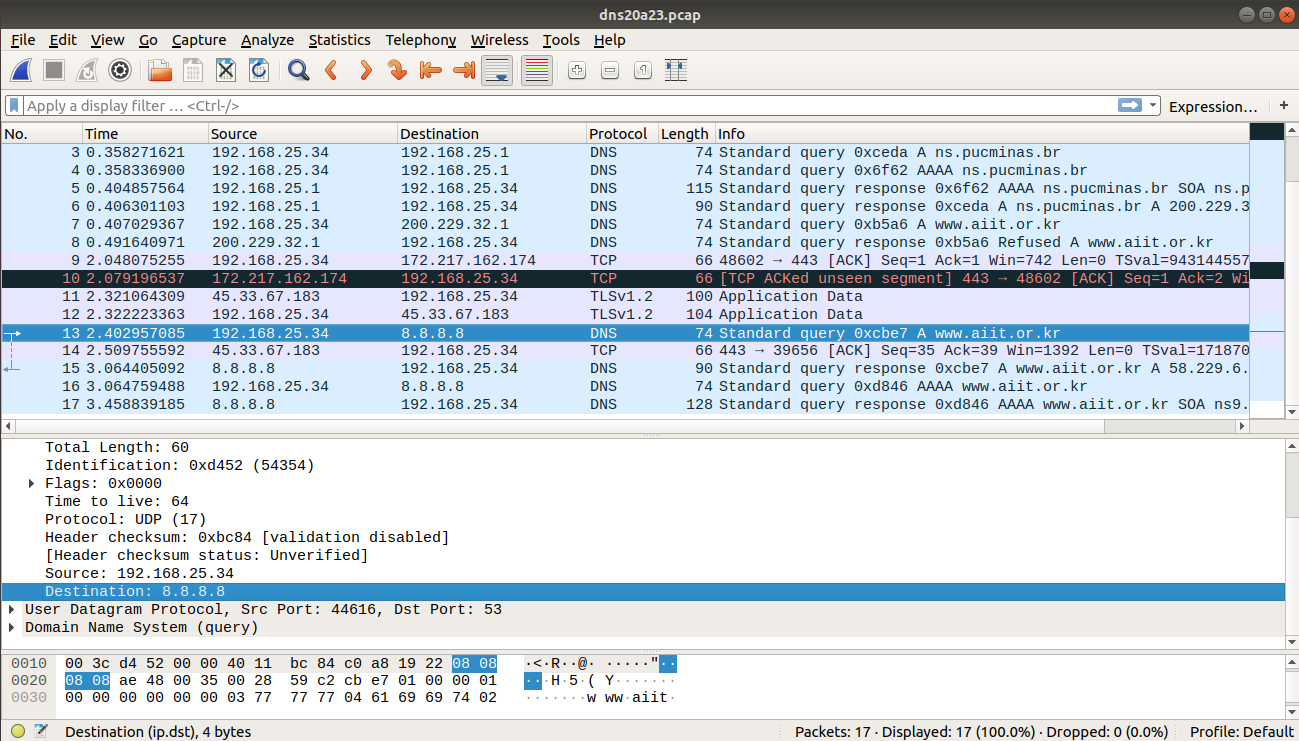 dns20a23.pcap
File Edit View Go Capture Analyze Statistics Telephony Wireless Tools Help
Apply a display filter … <Ctrl-/> Expression… +
No. Time Source Destination Protocol Length Info
3 0.358271621 192.168.25.34 192.168.25.1 DNS 74 Standard query 0xceda A ns.pucminas.br
4 0.358336900 192.168.25.34 192.168.25.1 DNS 74 Standard query 0x6f62 AAAA ns.pucminas.br
5 0.404857564 192.168.25.1 192.168.25.34 DNS 115 Standard query response 0x6f62 AAAA ns.pucminas.br SOA ns.p
6 0.406301103 192.168.25.1 192.168.25.34 DNS 90 Standard query response 0xceda A ns.pucminas.br A 200.229.3
7 0.407029367 192.168.25.34 200.229.32.1 DNS 74 Standard query 0xb5a6 A www.aiit.or.kr
8 0.491640971 200.229.32.1 192.168.25.34 DNS 74 Standard query response 0xb5a6 Refused A www.aiit.or.kr
9 2.048075255 192.168.25.34 172.217.162.174 TCP 66 48602 → 443 [ACK] Seq=1 Ack=1 Win=742 Len=0 TSval=943144557
10 2.079196537 172.217.162.174 192.168.25.34 TCP 66 [TCP ACKed unseen segment] 443 → 48602 [ACK] Seq=1 Ack=2 Wi
11 2.321064309 45.33.67.183 192.168.25.34 TLSv1.2 100 Application Data
12 2.322223363 192.168.25.34 45.33.67.183 TLSv1.2 104 Application Data
13 2.402957085 192.168.25.34 8.8.8.8 DNS 74 Standard query 0xcbe7 A www.aiit.or.kr
14 2.509755592 45.33.67.183 192.168.25.34 TCP 66 443 → 39656 [ACK] Seq=35 Ack=39 Win=1392 Len=0 TSval=171870
15 3.064405092 8.8.8.8 192.168.25.34 DNS 90 Standard query response 0xcbe7 A www.aiit.or.kr A 58.229.6.
16 3.064759488 192.168.25.34 8.8.8.8 DNS 74 Standard query 0xd846 AAAA www.aiit.or.kr
17 3.458839185 8.8.8.8 192.168.25.34 DNS 128 Standard query response 0xd846 AAAA www.aiit.or.kr SOA ns9.
Total Length: 60
Identification: 0xd452 (54354)
Flags: 0x0000
Time to live: 64
Protocol: UDP (17)
Header checksum: 0xbc84 [validation disabled]
[Header checksum status: Unverified]
Source: 192.168.25.34
Destination: 8.8.8.8
User Datagram Protocol, Src Port: 44616, Dst Port: 53
Domain Name System (query)
0010 00 3c d4 52 00 00 40 11 bc 84 c0 a8 19 22 08 08 ·<·R··@· ·····"··
0020 08 08 ae 48 00 35 00 28 59 c2 cb e7 01 00 00 01 ···H·5·( Y·······
0030 00 00 00 00 00 00 03 77 77 77 04 61 69 69 74 02 ·······w ww·aiit·
Destination (ip.dst), 4 bytes Packets: 17 · Displayed: 17 (100.0%) · Dropped: 0 (0.0%) Profile: Default